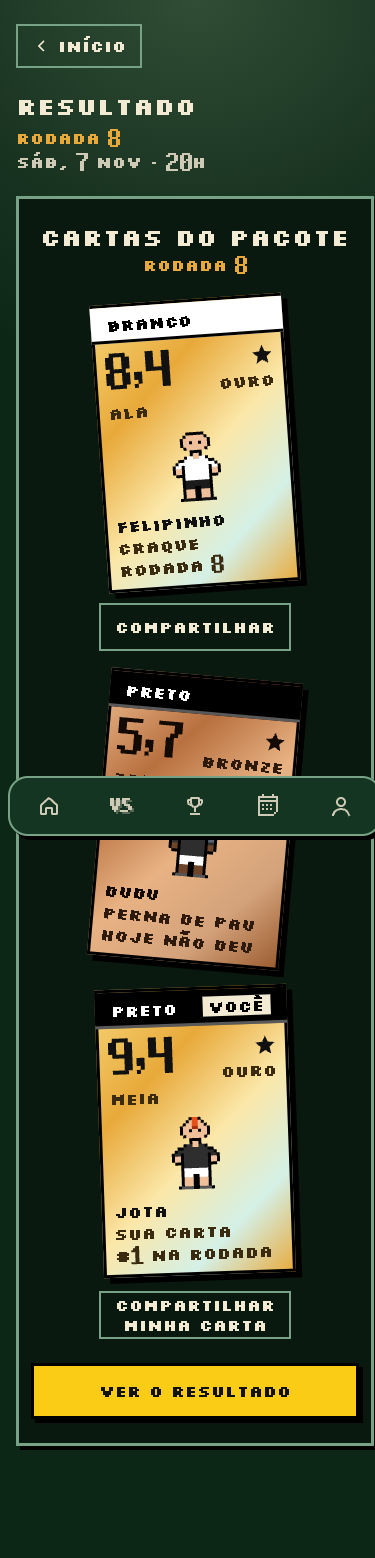 INÍCIO
RESULTADO
RODADA 8
SÁB, 7 NOV · 20H
CARTAS DO PACOTE
RODADA 8
BRANCO
8,4
OURO
ALA
FELIPINHO
CRAQUE
RODADA 8
COMPARTILHAR
PRETO
5,7
BRONZE
VS
DUDU
PERNA DE PAU
HOJE NÃO DEU
PRETO VOCÊ
9,4
OURO
MEIA
JOTA
SUA CARTA
#1 NA RODADA
COMPARTILHAR
MINHA CARTA
VER O RESULTADO